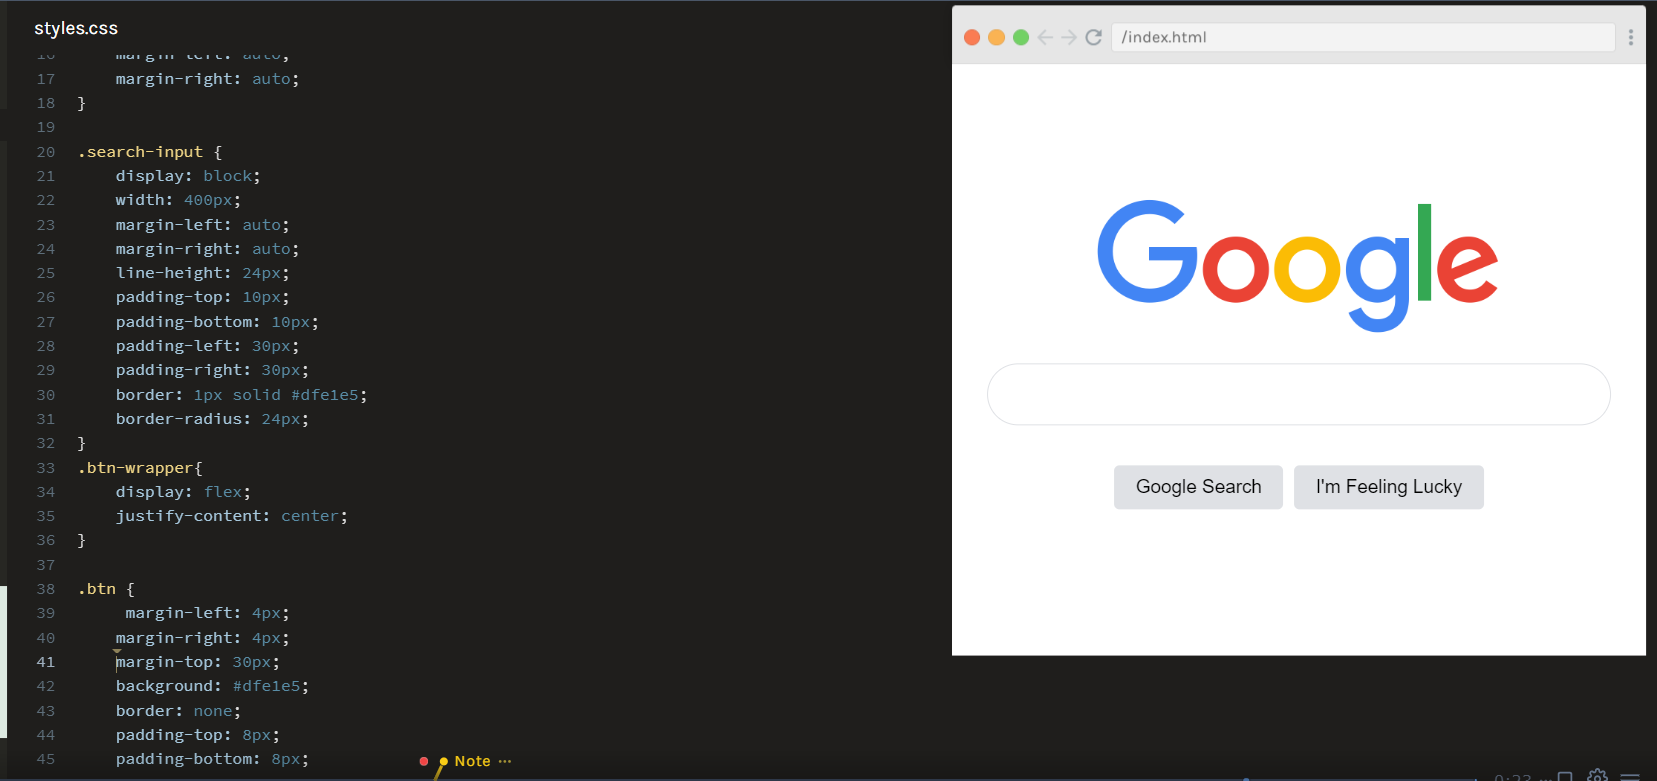 styles.css
16 margin-left: auto;
17 margin-right: auto;
18 }
19
20 .search-input {
21 display: block;
22 width: 400px;
23 margin-left: auto;
24 margin-right: auto;
25 line-height: 24px;
26 padding-top: 10px;
27 padding-bottom: 10px;
28 padding-left: 30px;
29 padding-right: 30px;
30 border: 1px solid #dfe1e5;
31 border-radius: 24px;
32 }
33 .btn-wrapper{
34 display: flex;
35 justify-content: center;
36 }
37
38 .btn {
39 margin-left: 4px;
40 margin-right: 4px;
41 margin-top: 30px;
42 background: #dfe1e5;
43 border: none;
44 padding-top: 8px;
45 padding-bottom: 8px;
Note ···
/index.html
Google
Google Search
I'm Feeling Lucky
0:23